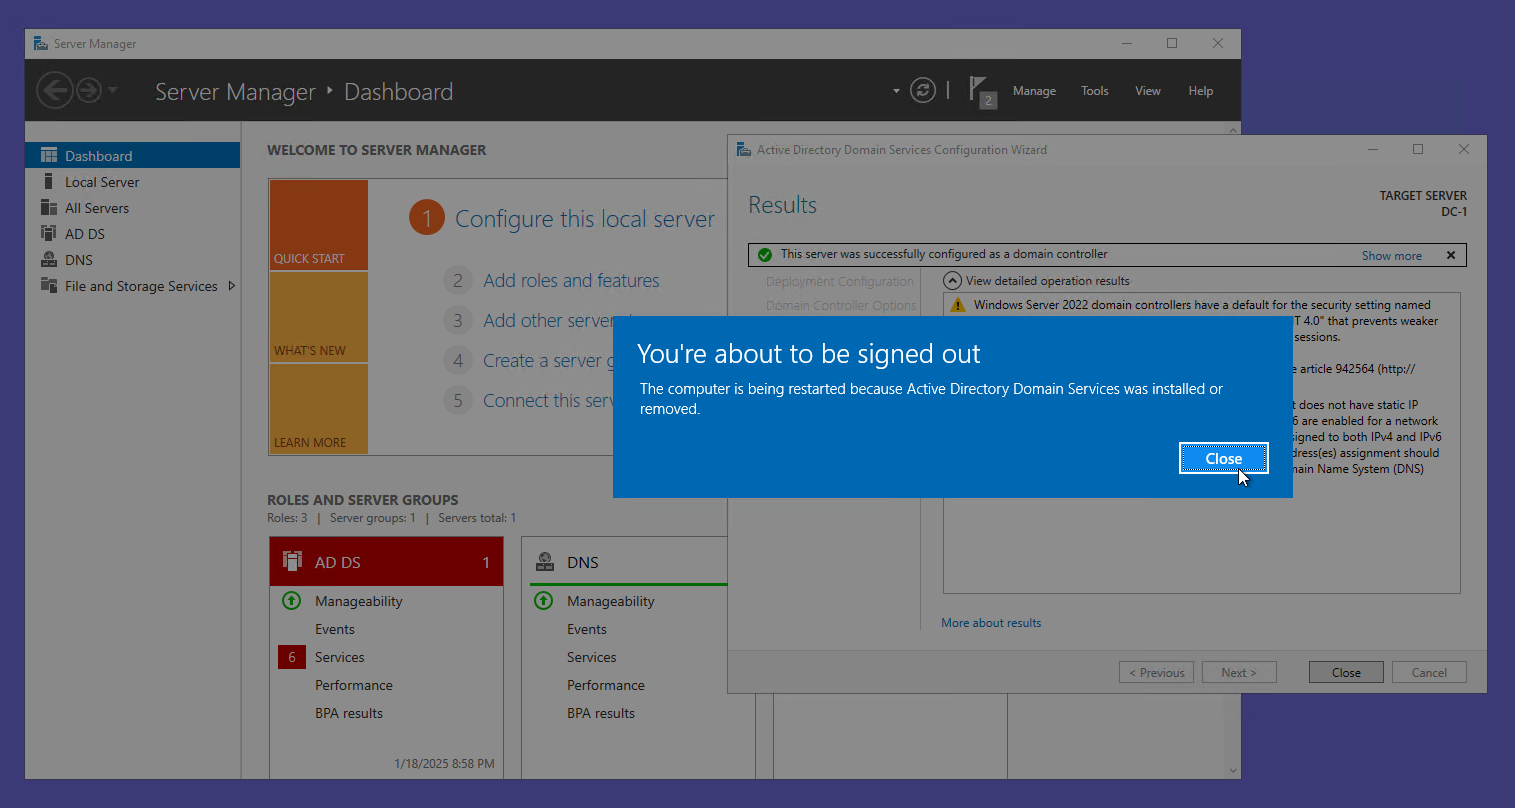 Server Manager
Server Manager ‣ Dashboard
2
Manage
Tools
View
Help
Dashboard
Local Server
All Servers
AD DS
DNS
File and Storage Services
WELCOME TO SERVER MANAGER
QUICK START
WHAT'S NEW
LEARN MORE
1 Configure this local server
2 Add roles and features
3 Add other server
4 Create a server
5 Connect this
ROLES AND SERVER GROUPS
Roles: 3 | Server groups: 1 | Servers total: 1
AD DS 1
Manageability
Events
6 Services
Performance
BPA results
1/18/2025 8:58 PM
DNS
Manageability
Events
Services
Performance
BPA results
Active Directory Domain Services Configuration Wizard
Results
TARGET SERVER
DC-1
This server was successfully configured as a domain controller
Show more
Deployment Configuration
Domain Controller Options
View detailed operation results
Windows Server 2022 domain controllers have a default for the security setting named
4.0" that prevents weaker
sessions.
article 942564 (http://
does not have static IP
are enabled for a network
to both IPv4 and IPv6
assignment should
Name System (DNS)
You're about to be signed out
The computer is being restarted because Active Directory Domain Services was installed or
removed.
Close
More about results
< Previous
Next >
Close
Cancel